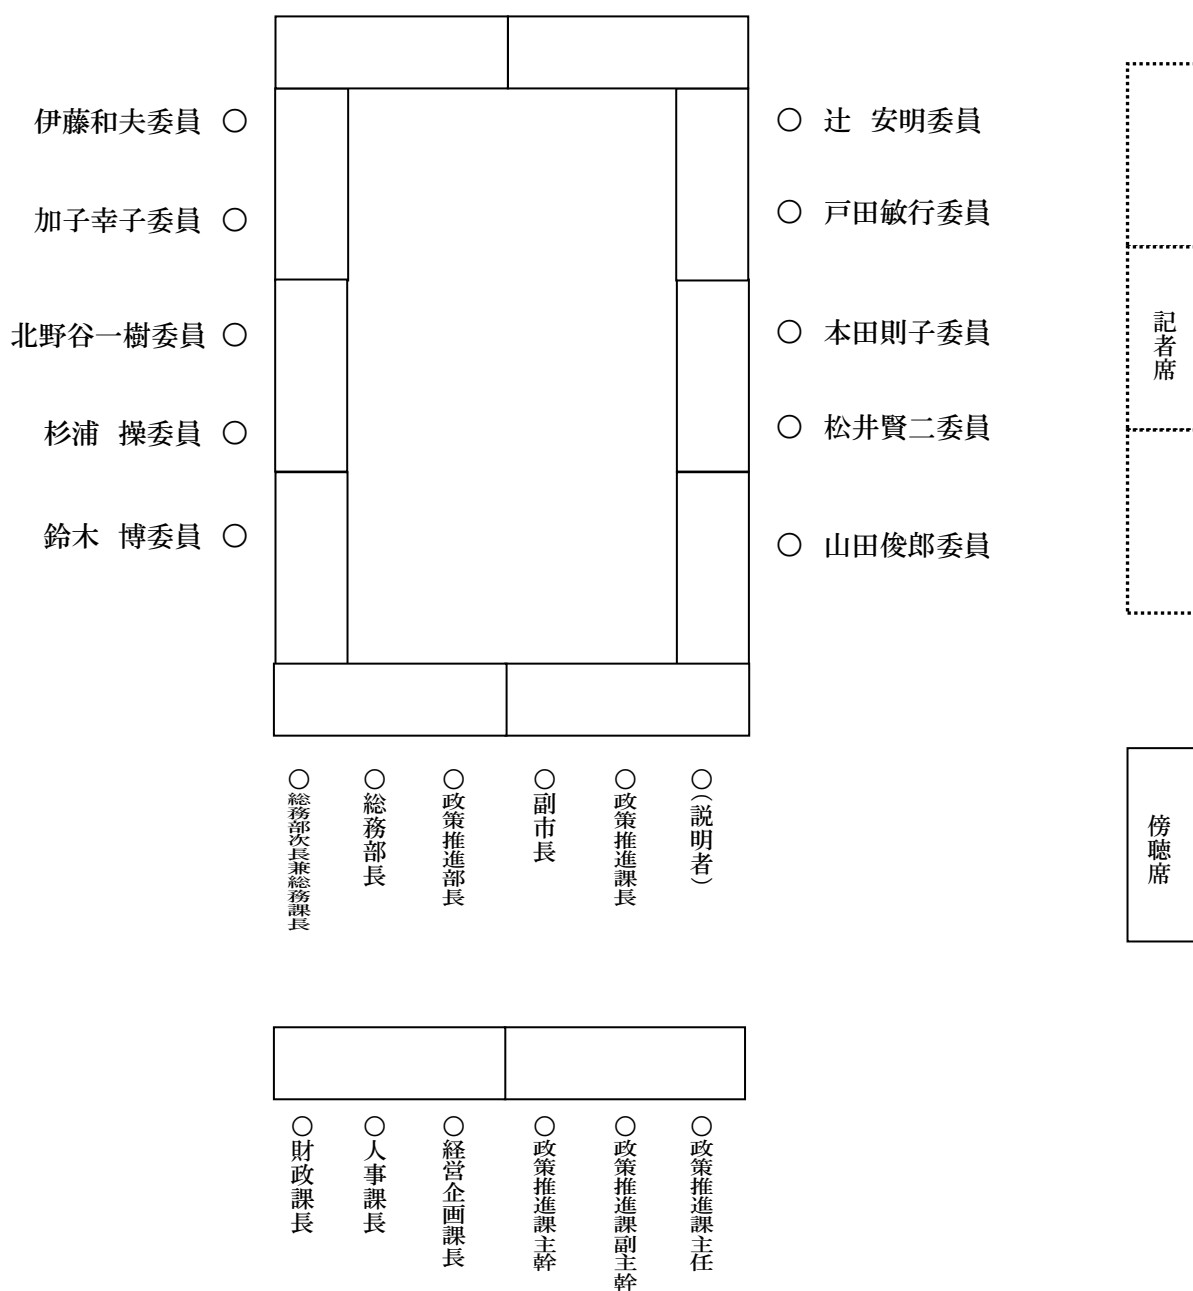 伊藤和夫委員 ○
加子幸子委員 ○
北野谷一樹委員 ○
杉浦 操委員 ○
鈴木 博委員 ○
○ 辻 安明委員
○ 戸田敏行委員
○ 本田則子委員
○ 松井賢二委員
○ 山田俊郎委員
記者席
傍聴席
○総務部次長兼総務課長
○総務部長
○政策推進部長
○副市長
○政策推進課長
○(説明者)
○財政課長
○人事課長
○経営企画課長
○政策推進課主幹
○政策推進課副主幹
○政策推進課主任